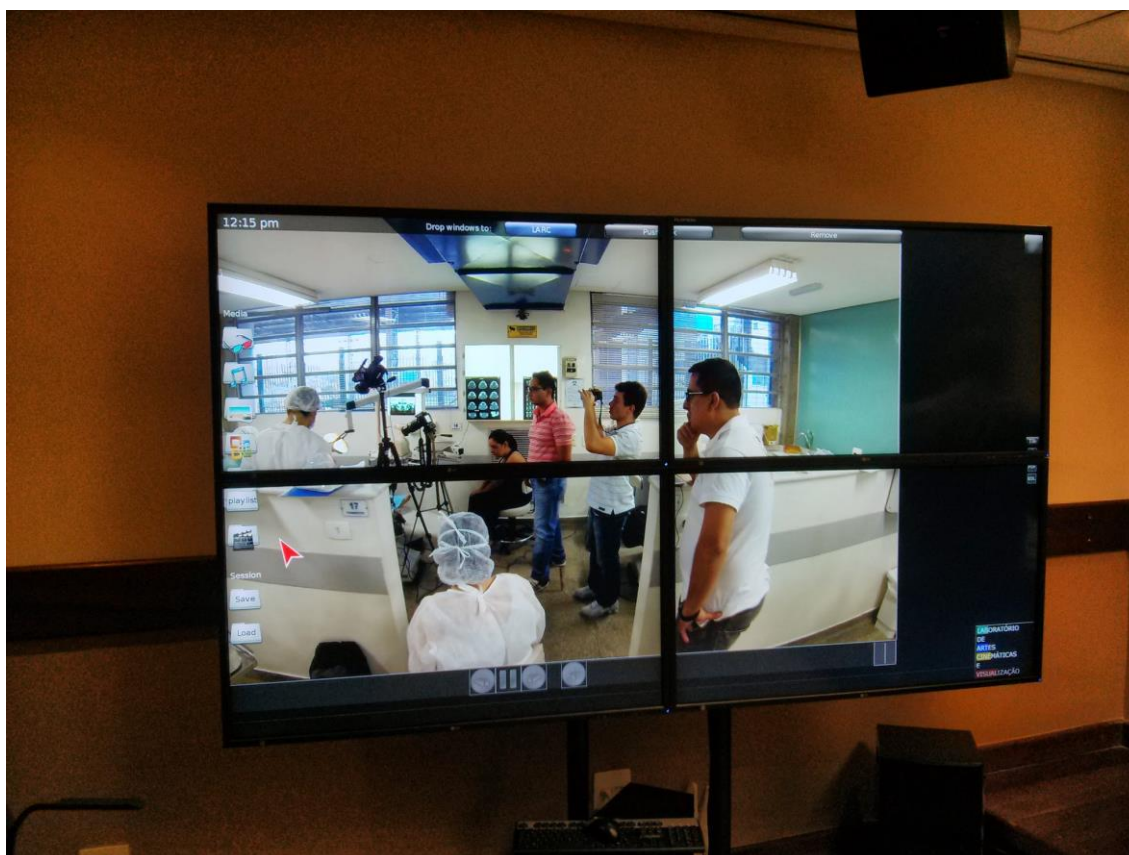 12:15 pm
Drop windows to:
LARC
Remove
Media
playlist
17
Session
Save
Load
LABORATÓRIO
DE
ARTES
CINEMÁTICAS
E
VISUALIZAÇÃO